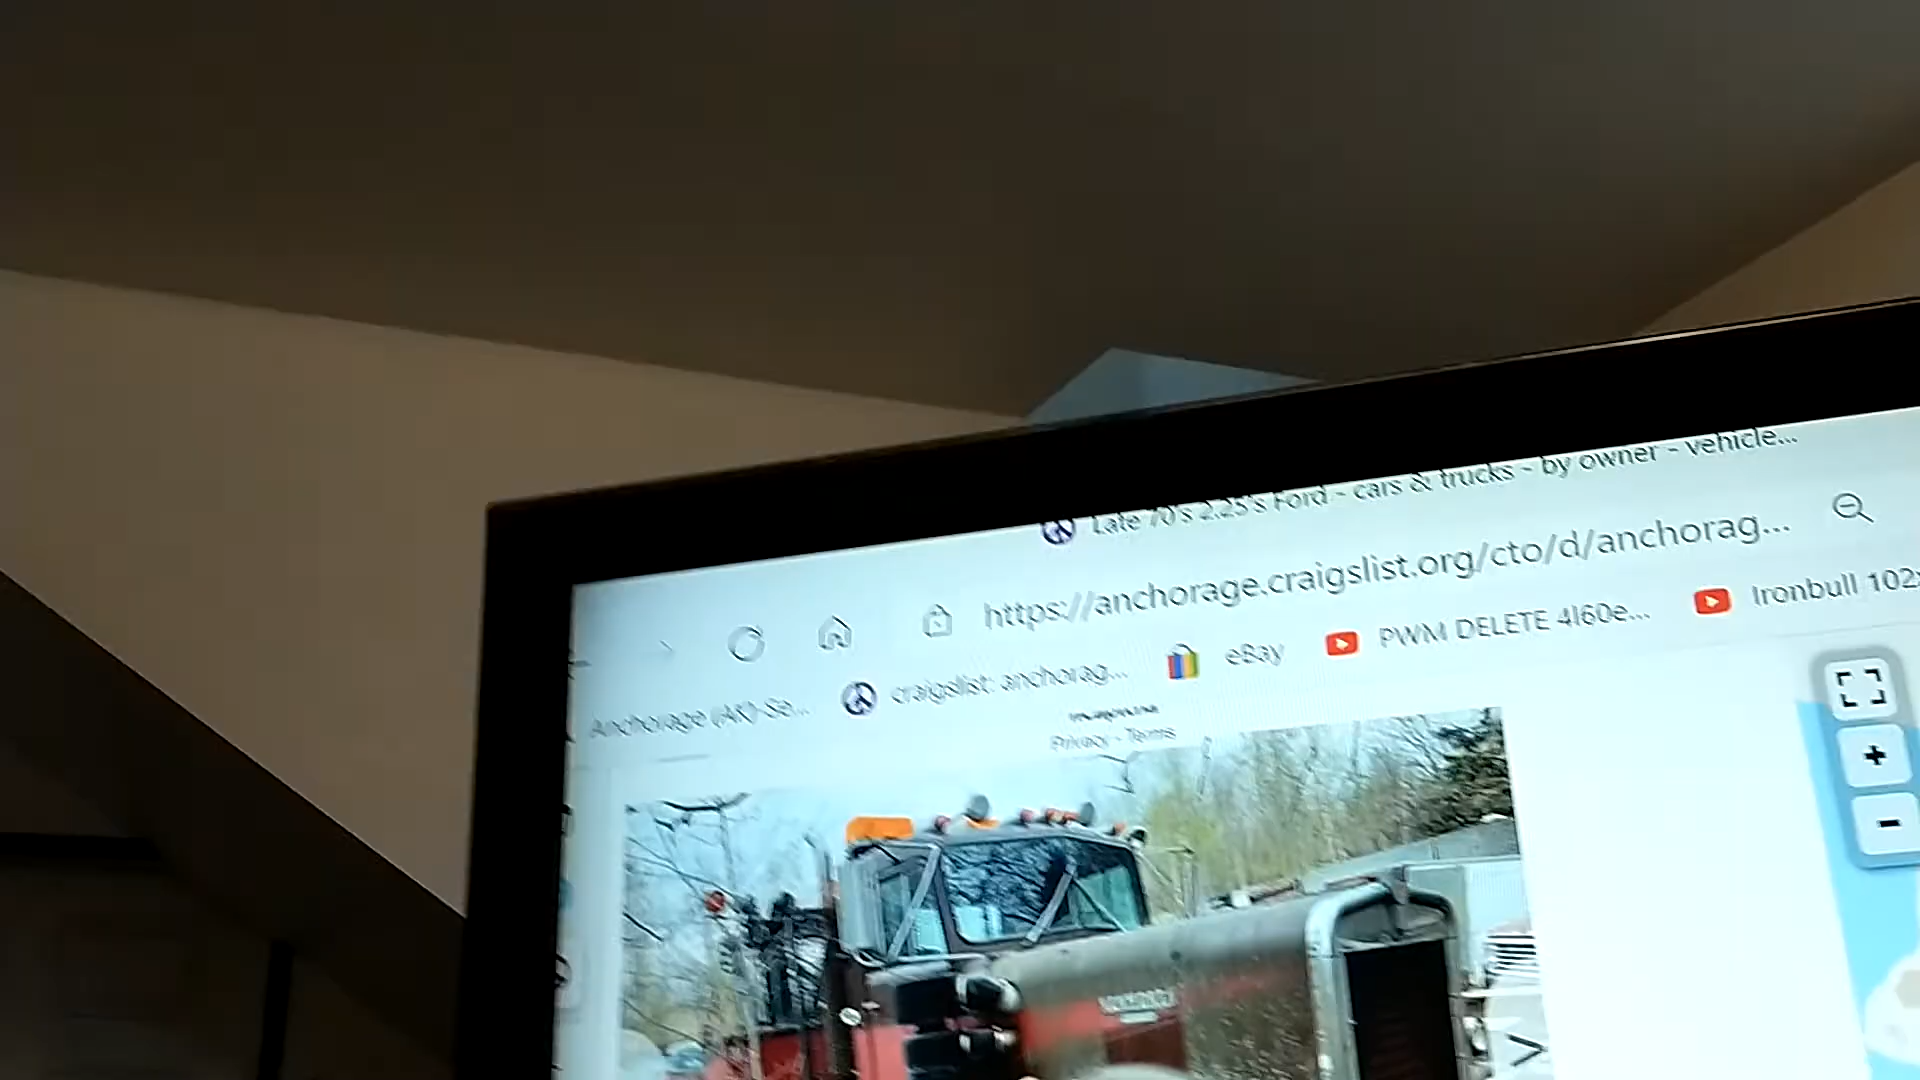 Late 70's 2.25's Ford - cars & trucks - by owner - vehicle...
https://anchorage.craigslist.org/cto/d/anchorag...
Anchorage (AK) Se...
craigslist: anchorag...
eBay
PWM DELETE 4l60e...
Ironbull 102
Privacy - Terms
+
-